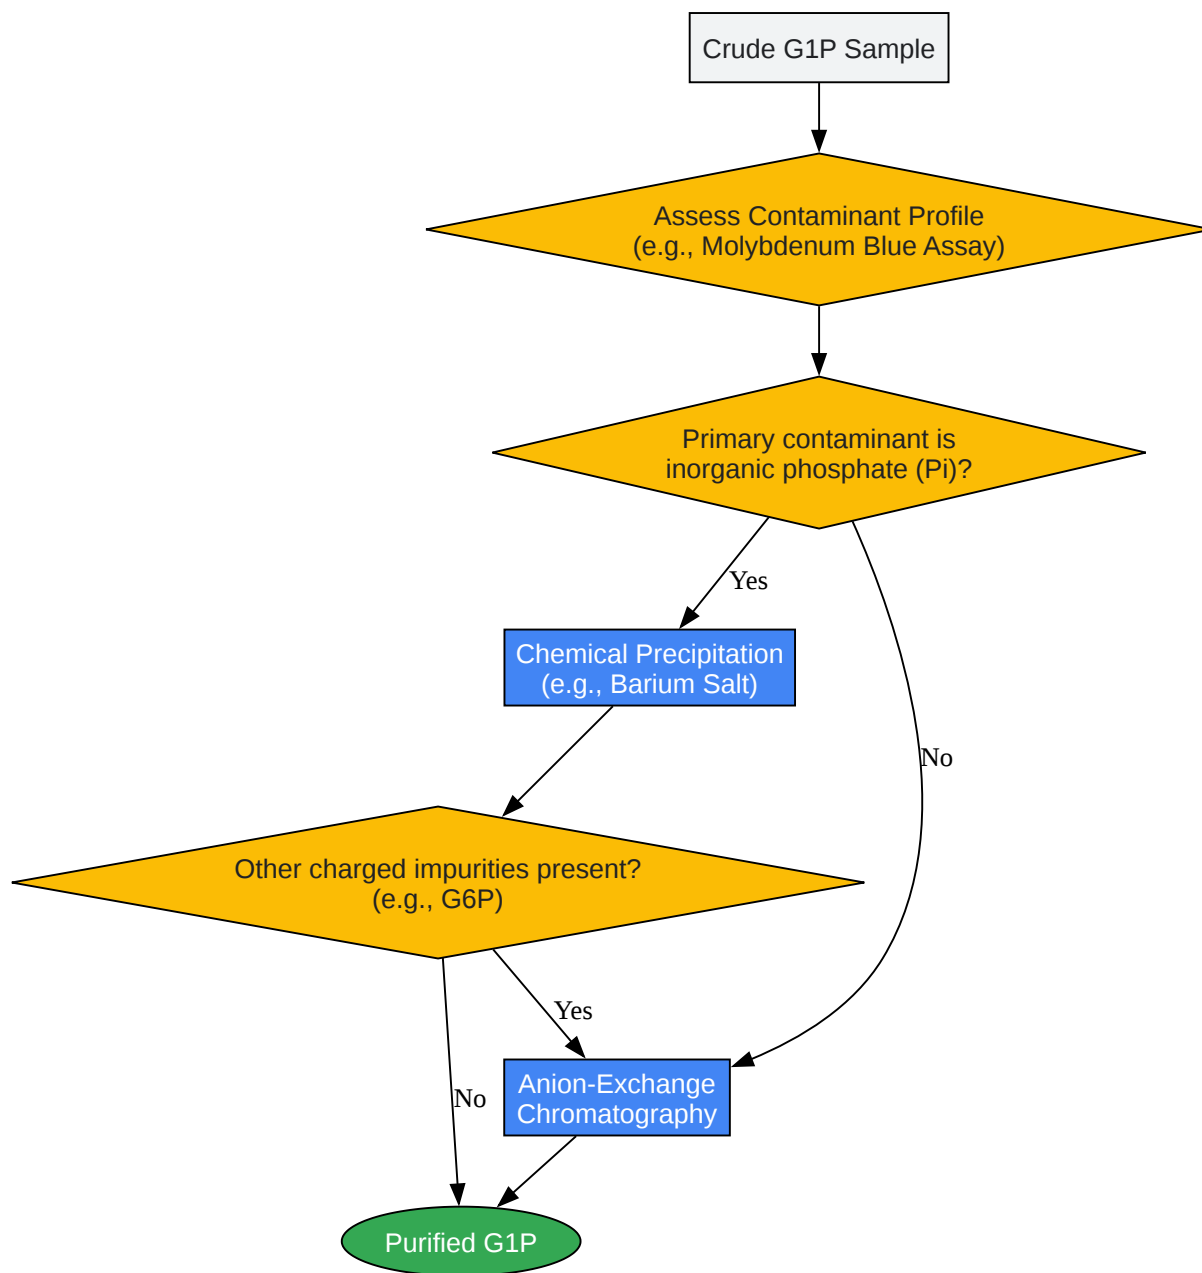 Crude G1P Sample
Assess Contaminant Profile
(e.g., Molybdenum Blue Assay)
Primary contaminant is
inorganic phosphate (Pi)?
Yes
Chemical Precipitation
(e.g., Barium Salt)
No
Other charged impurities present?
(e.g., G6P)
Yes
Anion-Exchange
Chromatography
No
Purified G1P